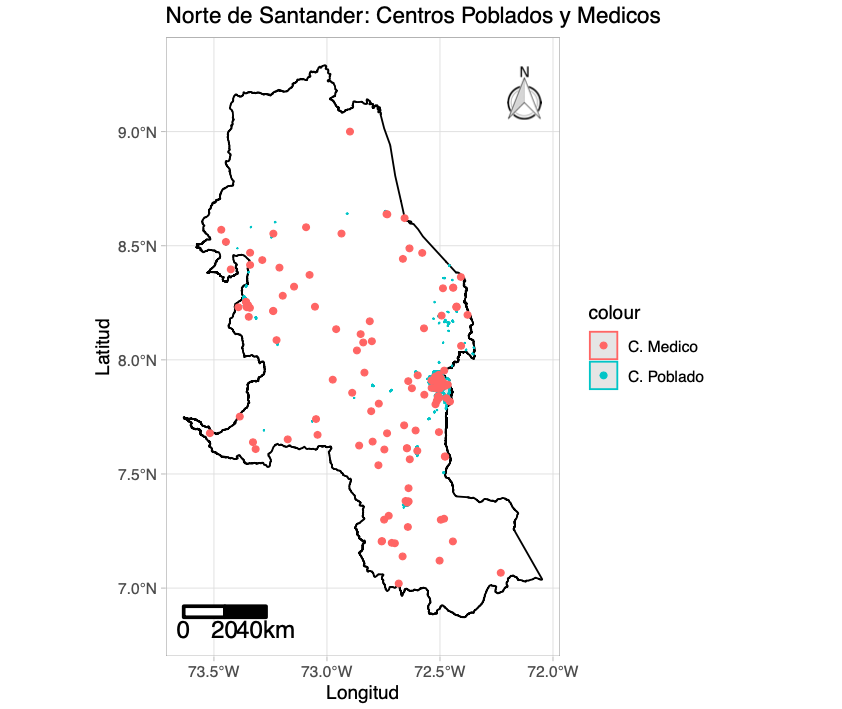 Norte de Santander: Centros Poblados y Medicos
N
9.0°N
8.5°N
8.0°N
7.5°N
7.0°N
Latitud
0 2040km
73.5°W 73.0°W 72.5°W 72.0°W
Longitud
colour
C. Medico
C. Poblado